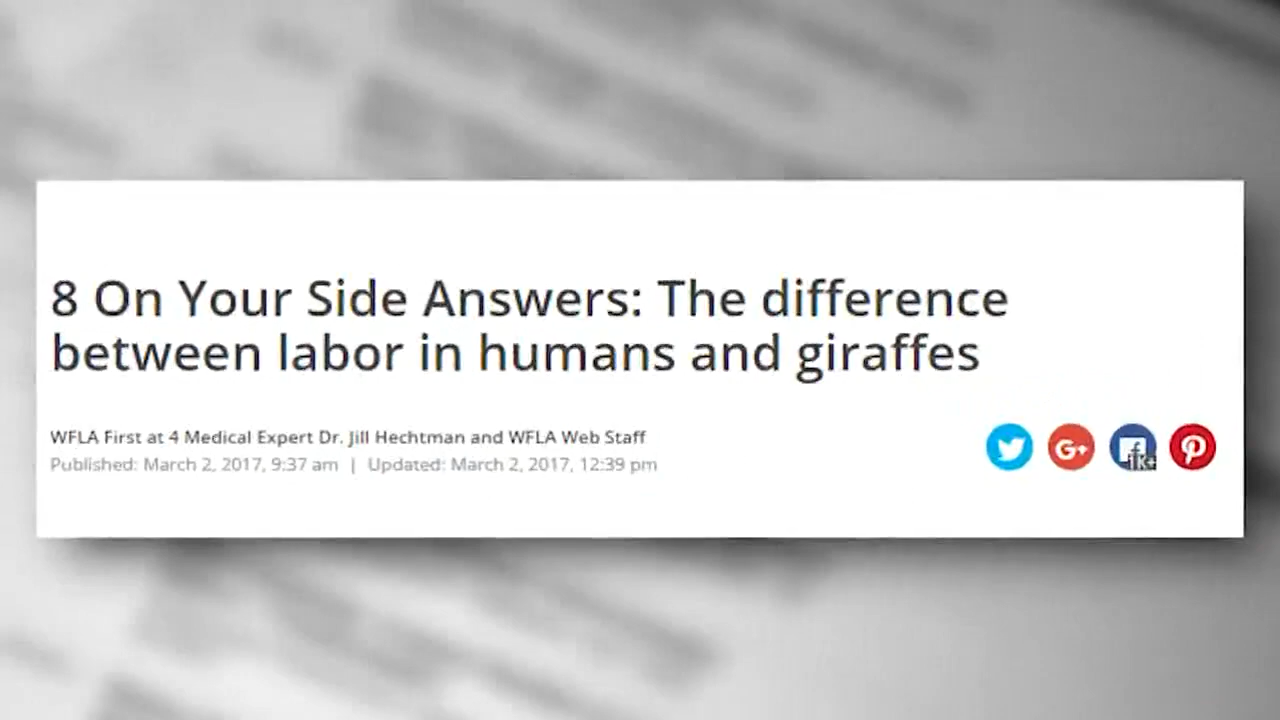 8 On Your Side Answers: The difference
between labor in humans and giraffes
WFLA First at 4 Medical Expert Dr. Jill Hechtman and WFLA Web Staff
Published: March 2, 2017, 9:37 am | Updated: March 2, 2017, 12:39 pm
G+
1K+